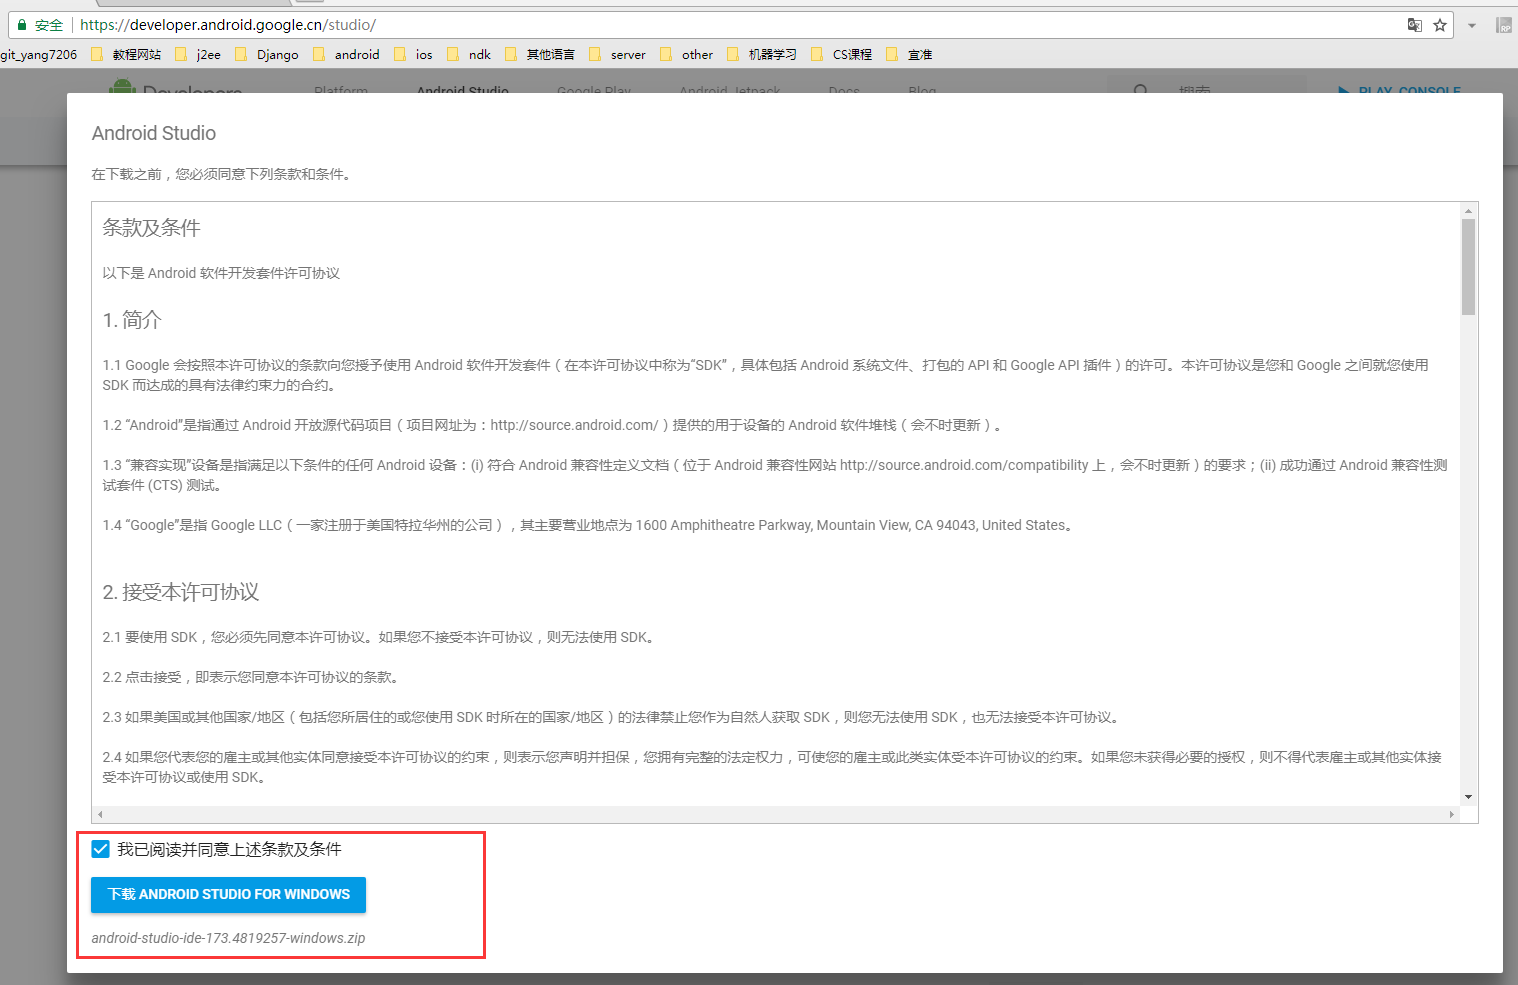 安全 https://developer.android.google.cn/studio/
git_yang7206 教程网站 j2ee Django android ios ndk 其他语言 server other 机器学习 CS课程 宣准
Developers Platform Android Studio Google Play Android Jetpack Docs Blog 搜索 PLAY CONSOLE
Android Studio
在下载之前，您必须同意下列条款和条件。
条款及条件
以下是 Android 软件开发套件许可协议
1. 简介
1.1 Google 会按照本许可协议的条款向您授予使用 Android 软件开发套件（在本许可协议中称为“SDK”，具体包括 Android 系统文件、打包的 API 和 Google API 插件）的许可。本许可协议是您和 Google 之间就您使用
SDK 而达成的具有法律约束力的合约。
1.2 “Android”是指通过 Android 开放源代码项目（项目网址为：http://source.android.com/）提供的用于设备的 Android 软件堆栈（会不时更新）。
1.3 “兼容实现”设备是指满足以下条件的任何 Android 设备：(i) 符合 Android 兼容性定义文档（位于 Android 兼容性网站 http://source.android.com/compatibility 上，会不时更新）的要求；(ii) 成功通过 Android 兼容性测
试套件 (CTS) 测试。
1.4 “Google”是指 Google LLC（一家注册于美国特拉华州的公司），其主要营业地点为 1600 Amphitheatre Parkway, Mountain View, CA 94043, United States。
2. 接受本许可协议
2.1 要使用 SDK，您必须先同意本许可协议。如果您不接受本许可协议，则无法使用 SDK。
2.2 点击接受，即表示您同意本许可协议的条款。
2.3 如果美国或其他国家/地区（包括您所居住的或您使用 SDK 时所在的国家/地区）的法律禁止您作为自然人获取 SDK，则您无法使用 SDK，也无法接受本许可协议。
2.4 如果您代表您的雇主或其他实体同意接受本许可协议的约束，则表示您声明并担保，您拥有完整的法定权力，可使您的雇主或此类实体受本许可协议的约束。如果您未获得必要的授权，则不得代表雇主或其他实体接
受本许可协议或使用 SDK。
我已阅读并同意上述条款及条件
下载 ANDROID STUDIO FOR WINDOWS
android-studio-ide-173.4819257-windows.zip